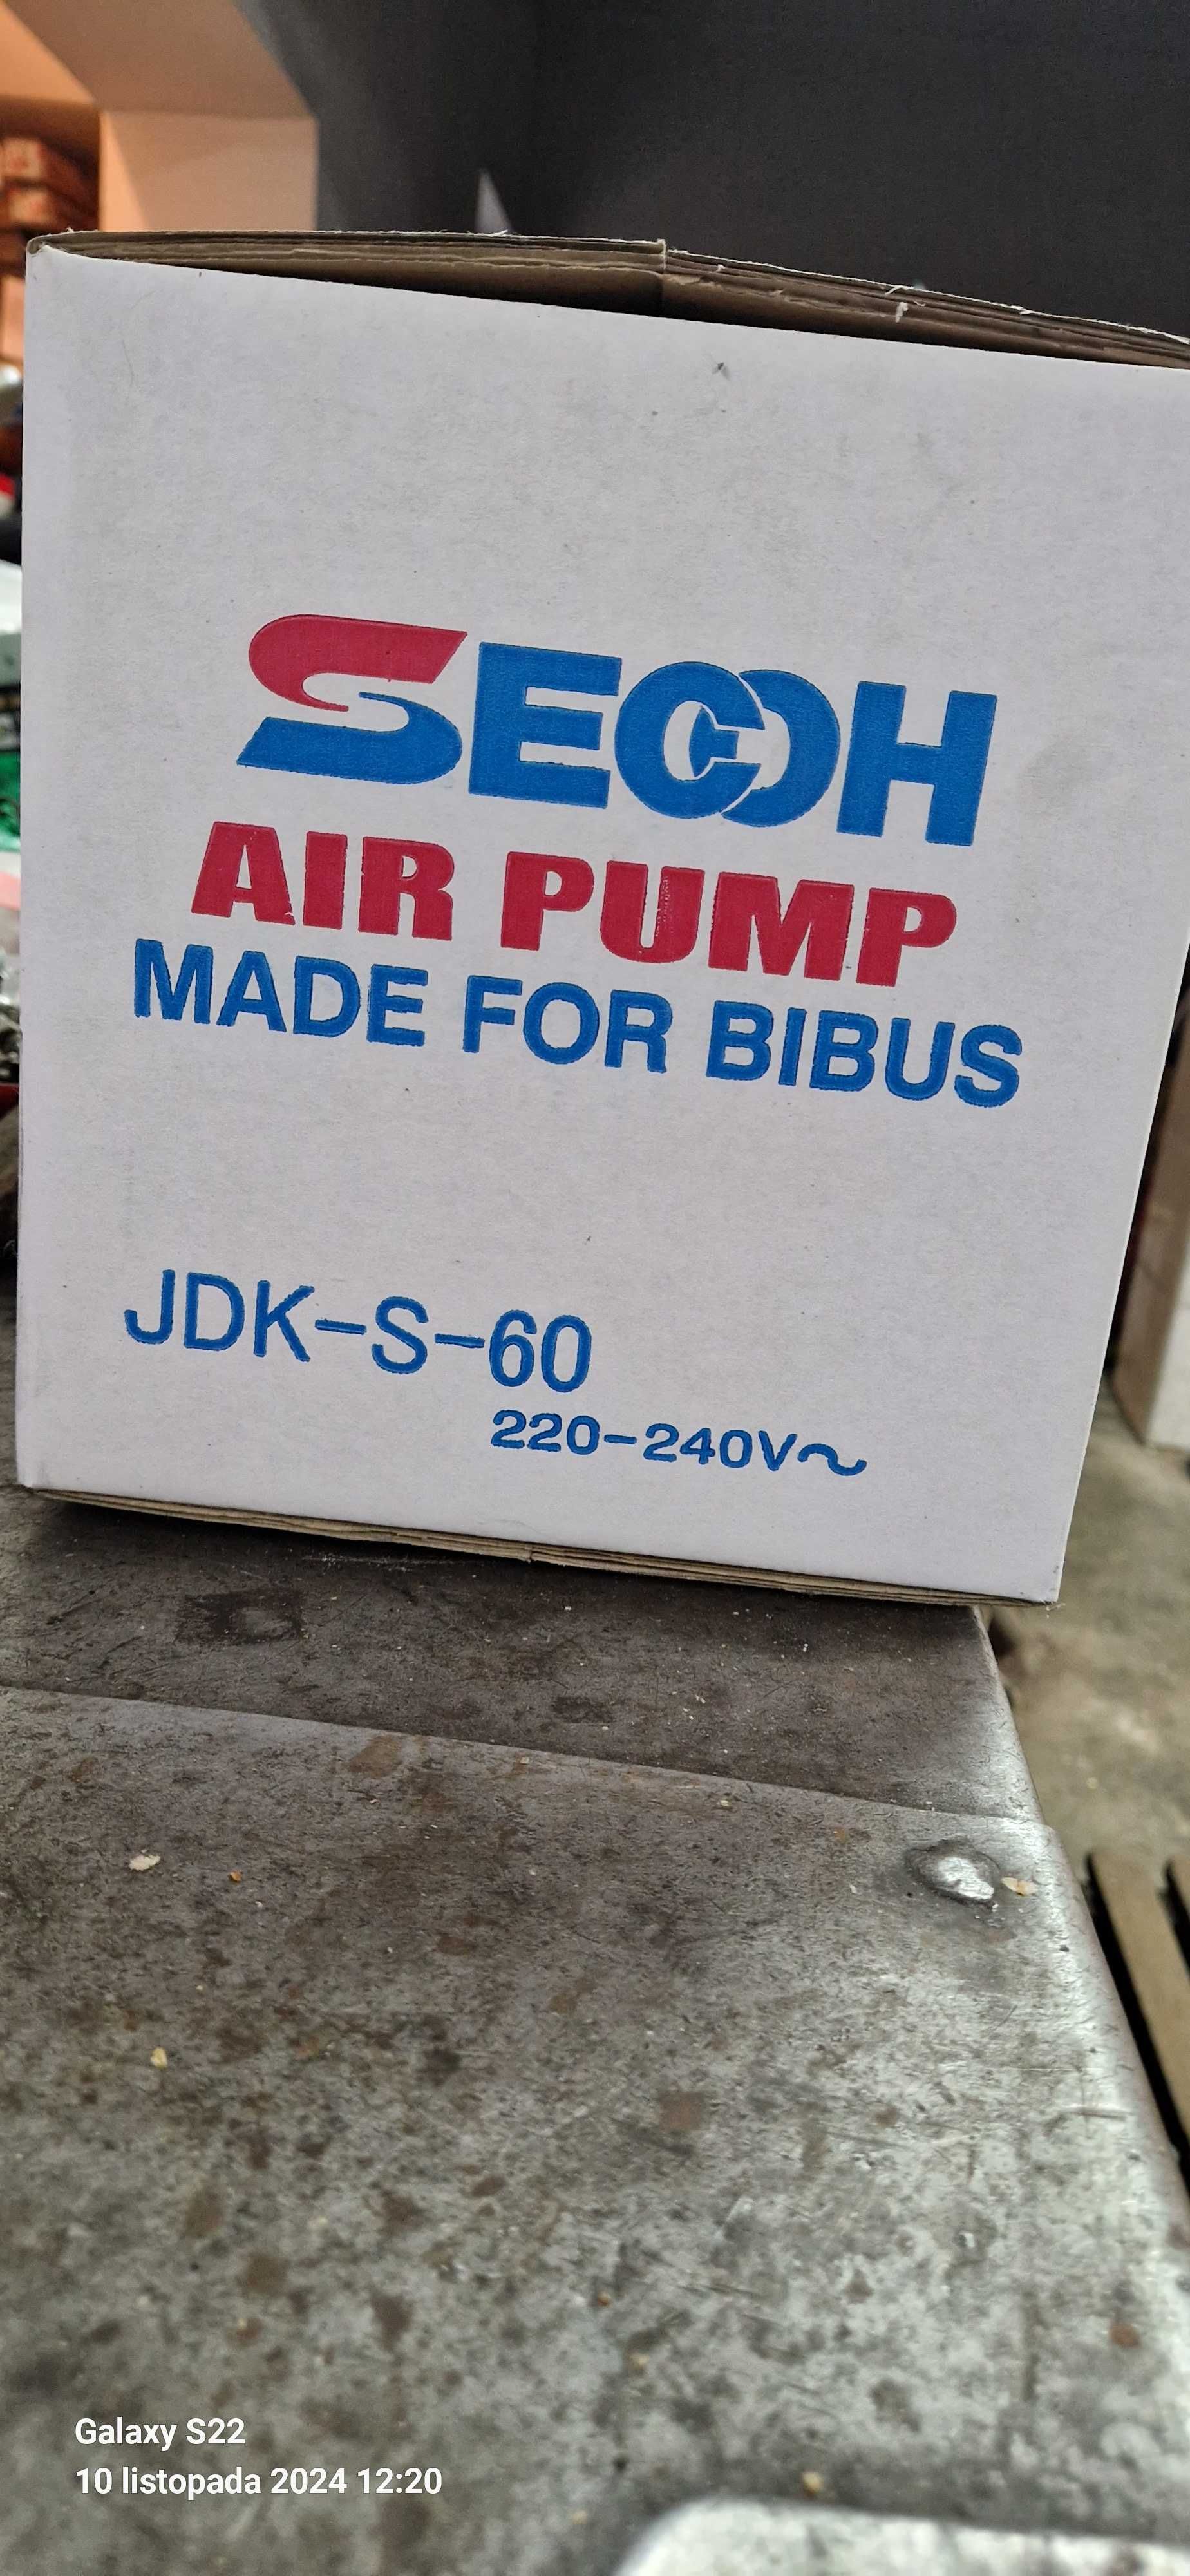 SECOH
AIR PUMP
MADE FOR BIBUS
JDK-S-60
220-240V~
Galaxy S22
10 listopada 2024 12:20